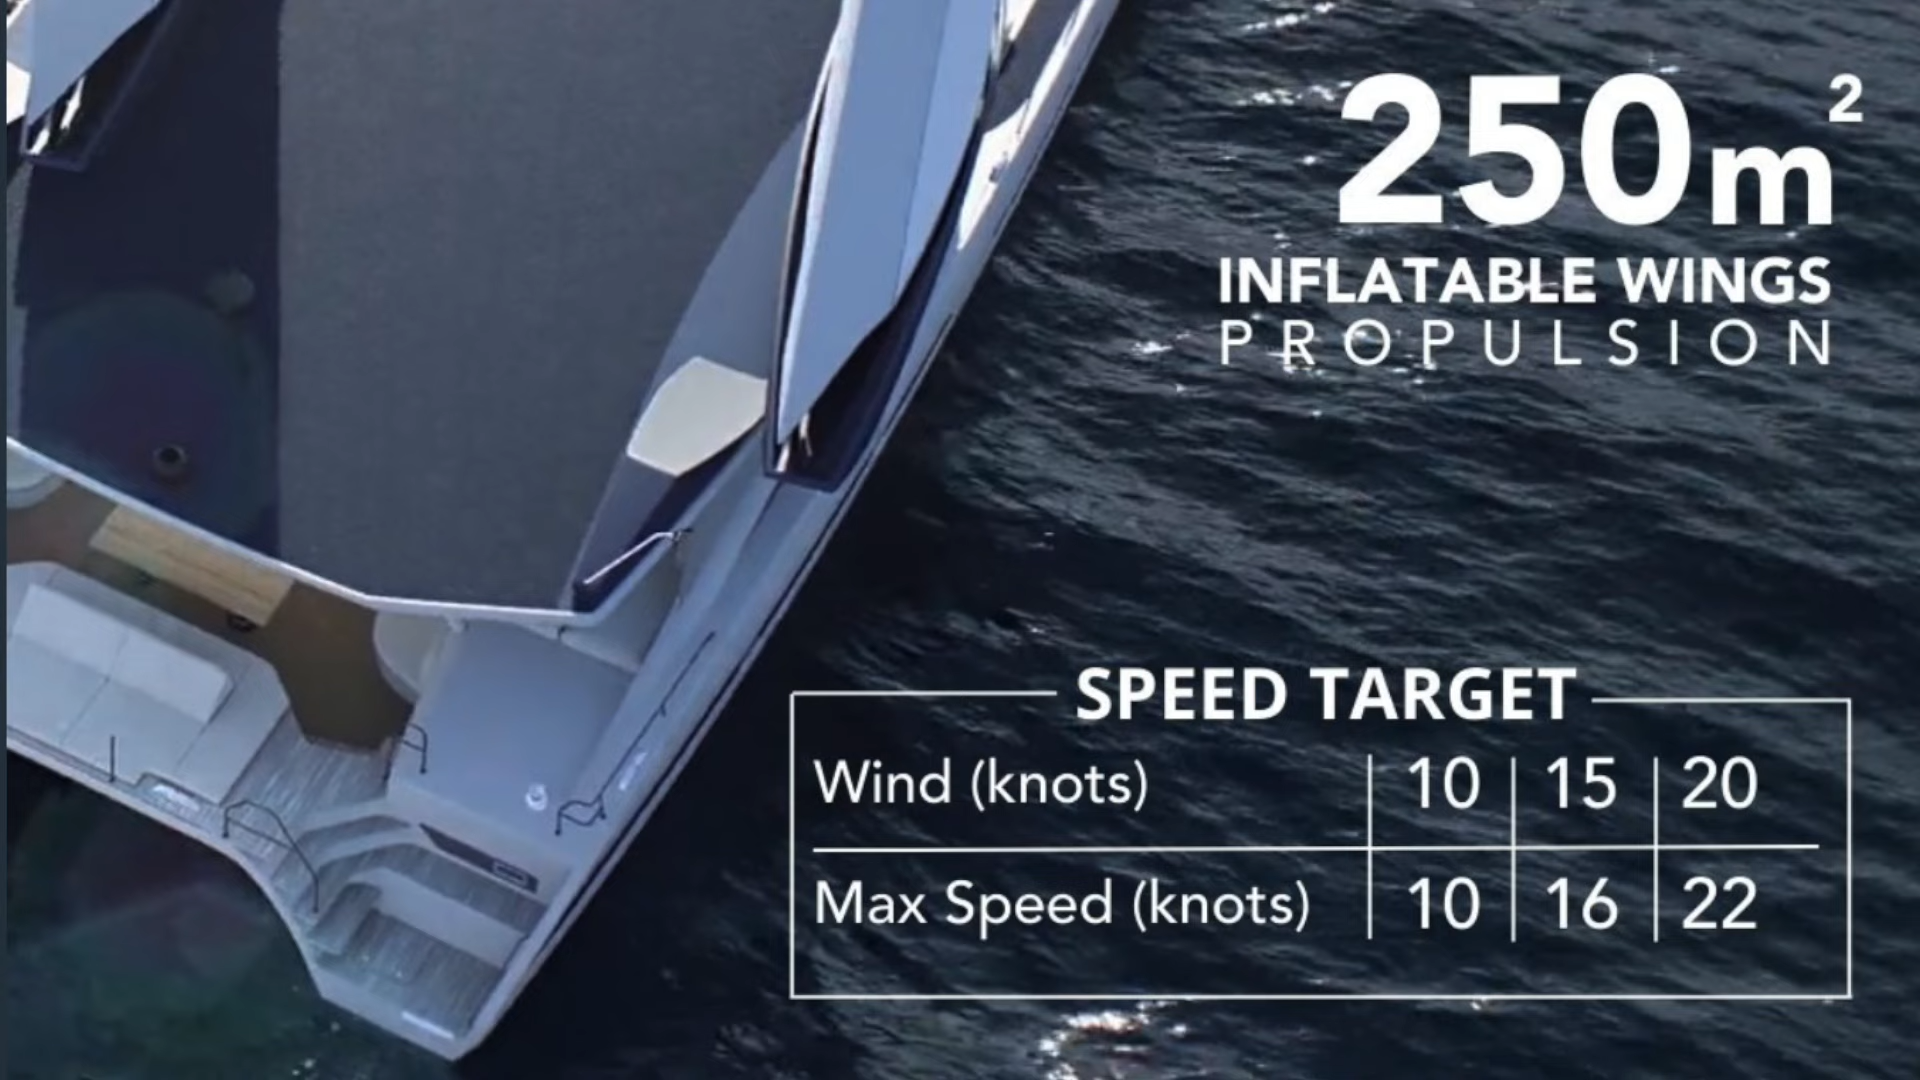 250m²
INFLATABLE WINGS
PROPULSION
SPEED TARGET
Wind (knots) 10 15 20
Max Speed (knots) 10 16 22